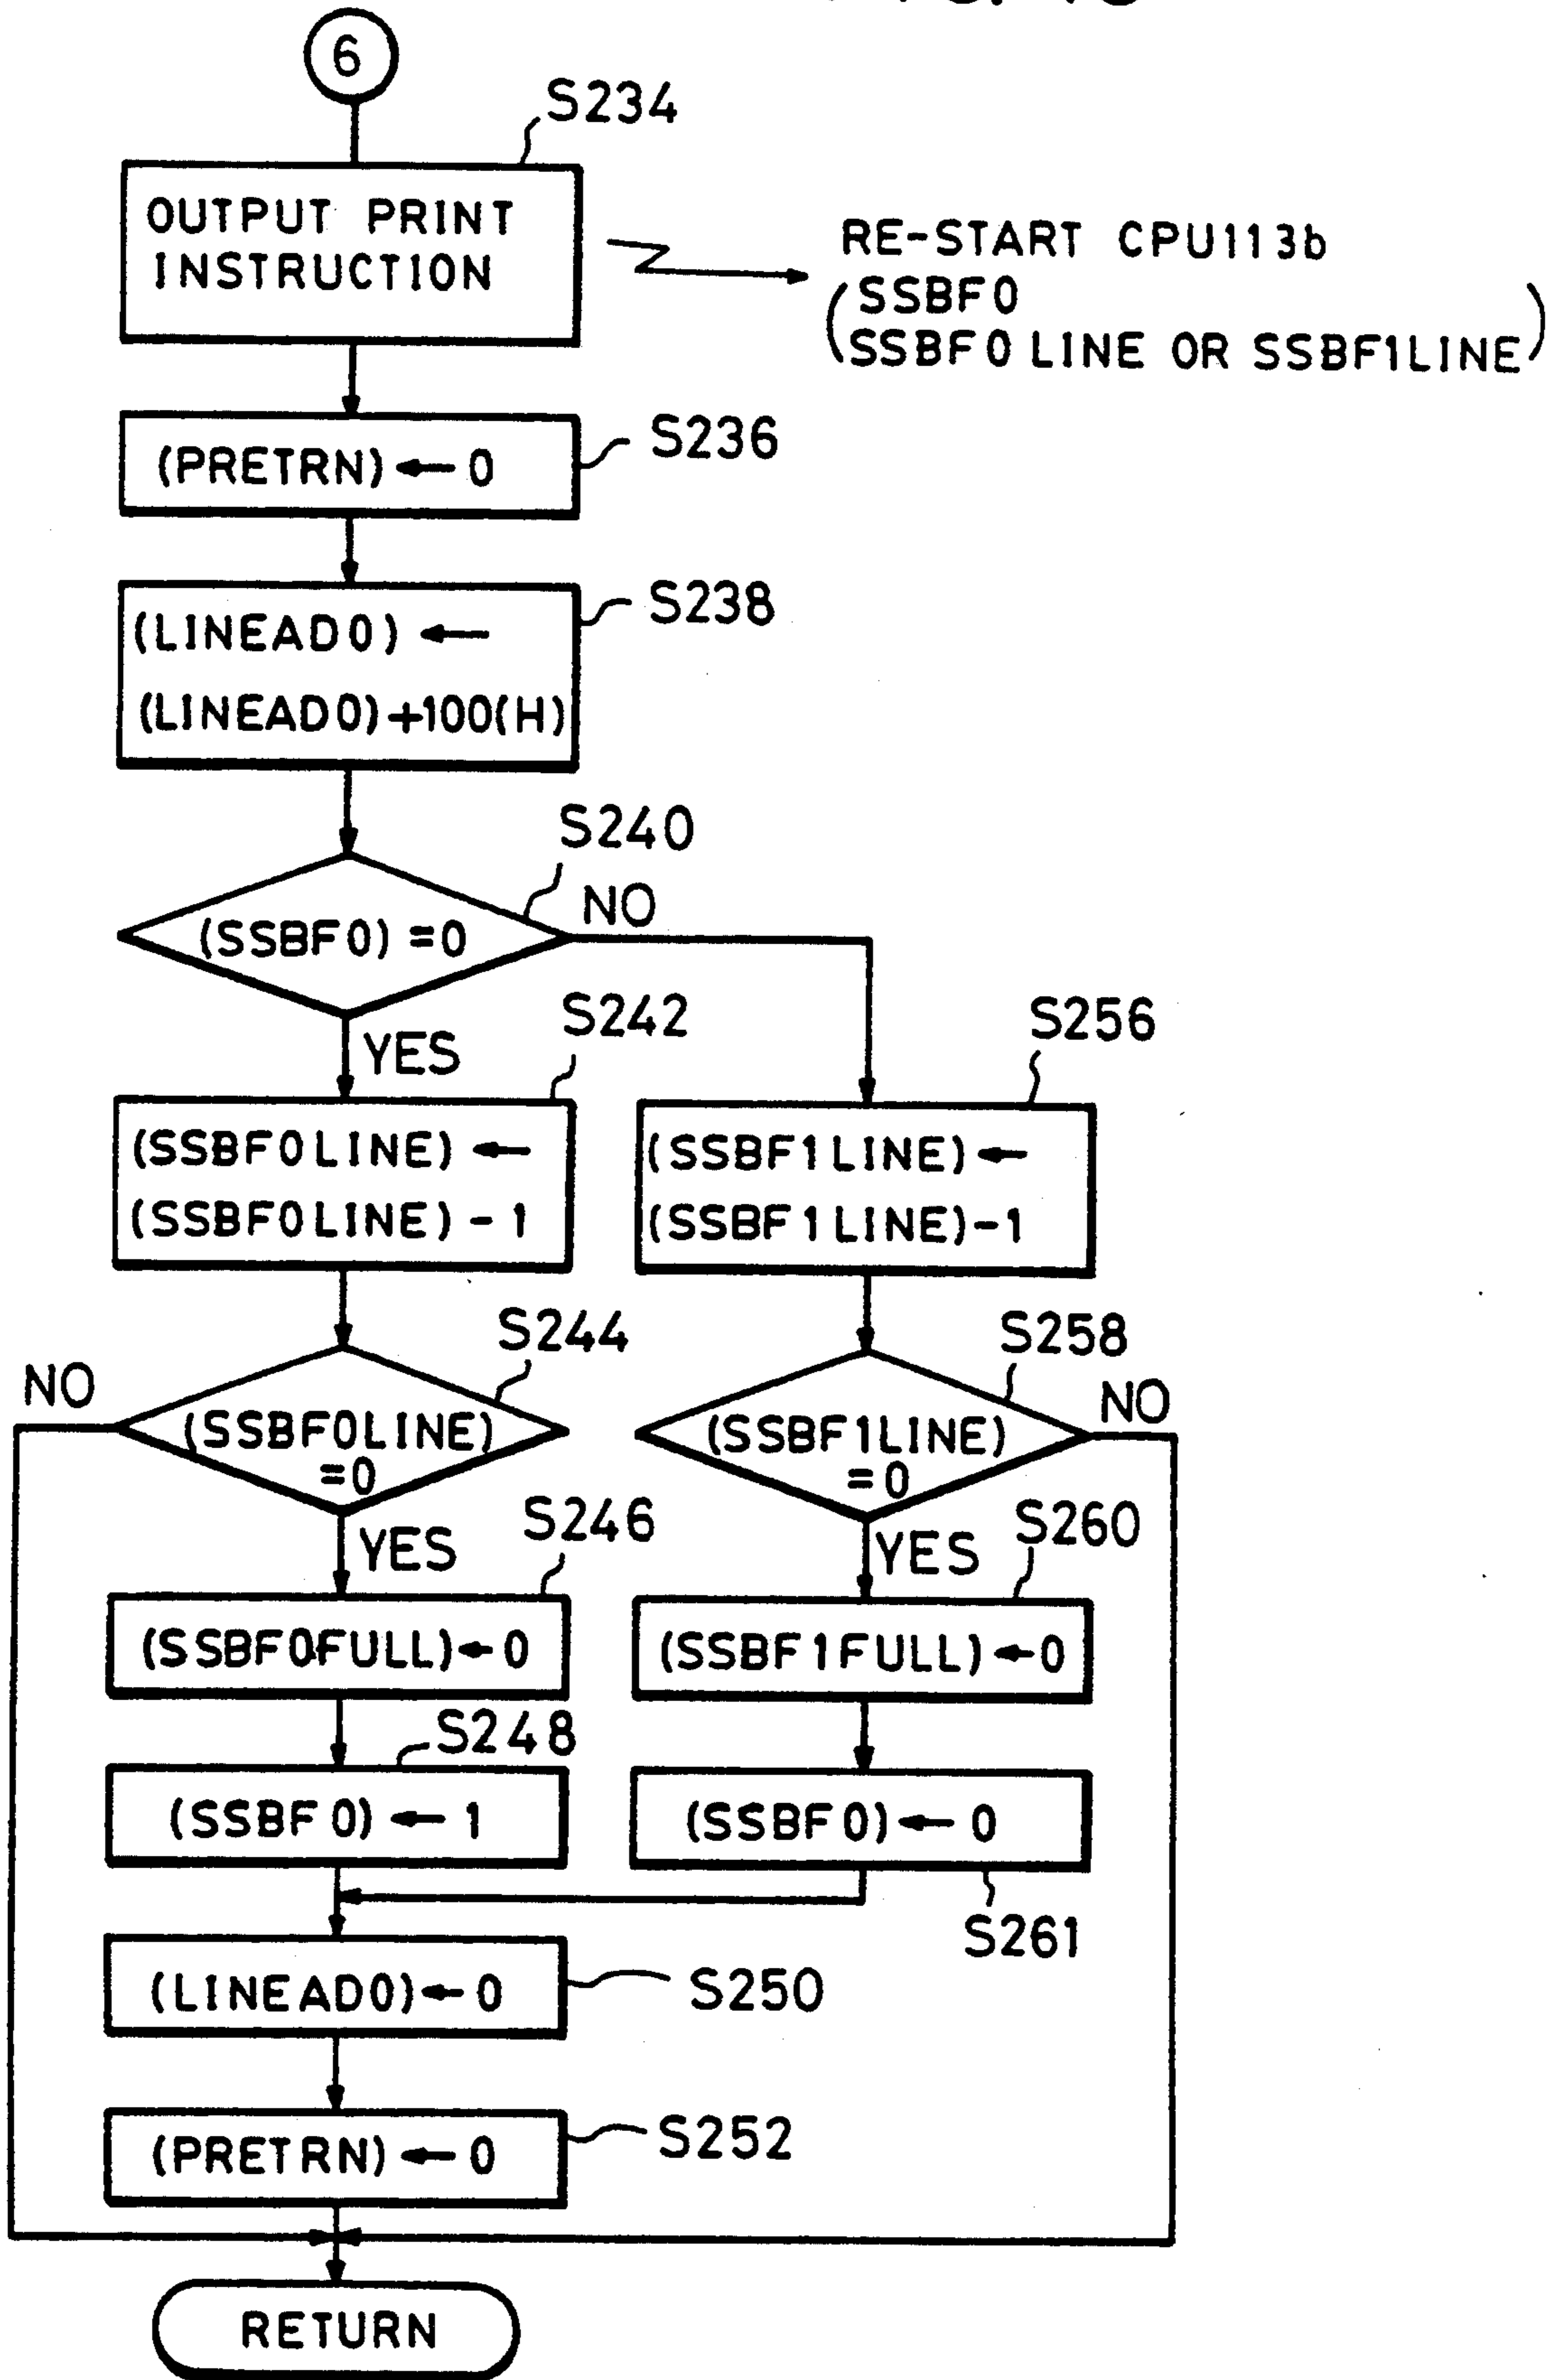 6
S234
OUTPUT PRINT
INSTRUCTION
RE-START CPU113b
(SSBF0
SSBF0 LINE OR SSBF1LINE)
(PRETRN)←0
S236
S238
(LINEAD0)←
(LINEAD0)+100(H)
S240
(SSBF0)=0
NO
YES
S242
(SSBF0LINE)←
(SSBF0LINE)-1
S256
(SSBF1LINE)←
(SSBF1LINE)-1
S244
NO
(SSBF0LINE)
=0
YES
S258
NO
(SSBF1LINE)
=0
YES
S246
(SSBF0FULL)←0
S260
(SSBF1FULL)←0
S248
(SSBF0)←1
(SSBF0)←0
S261
(LINEAD0)←0
S250
(PRETRN)←0
S252
RETURN